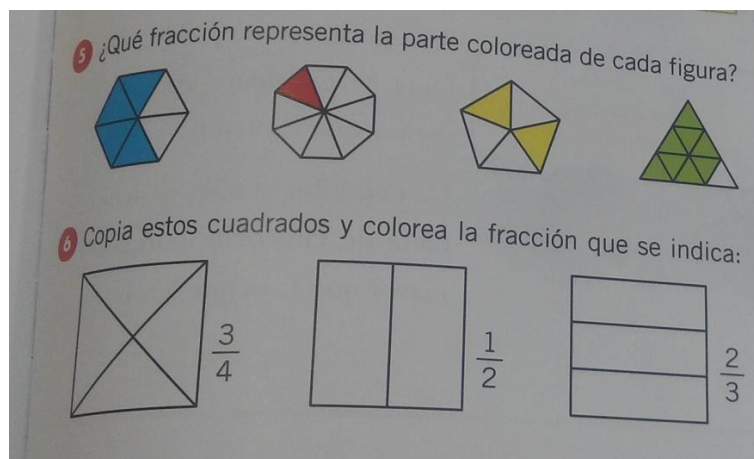 5 ¿Qué fracción representa la parte coloreada de cada figura?
6 Copia estos cuadrados y colorea la fracción que se indica:
3/4 1/2 2/3